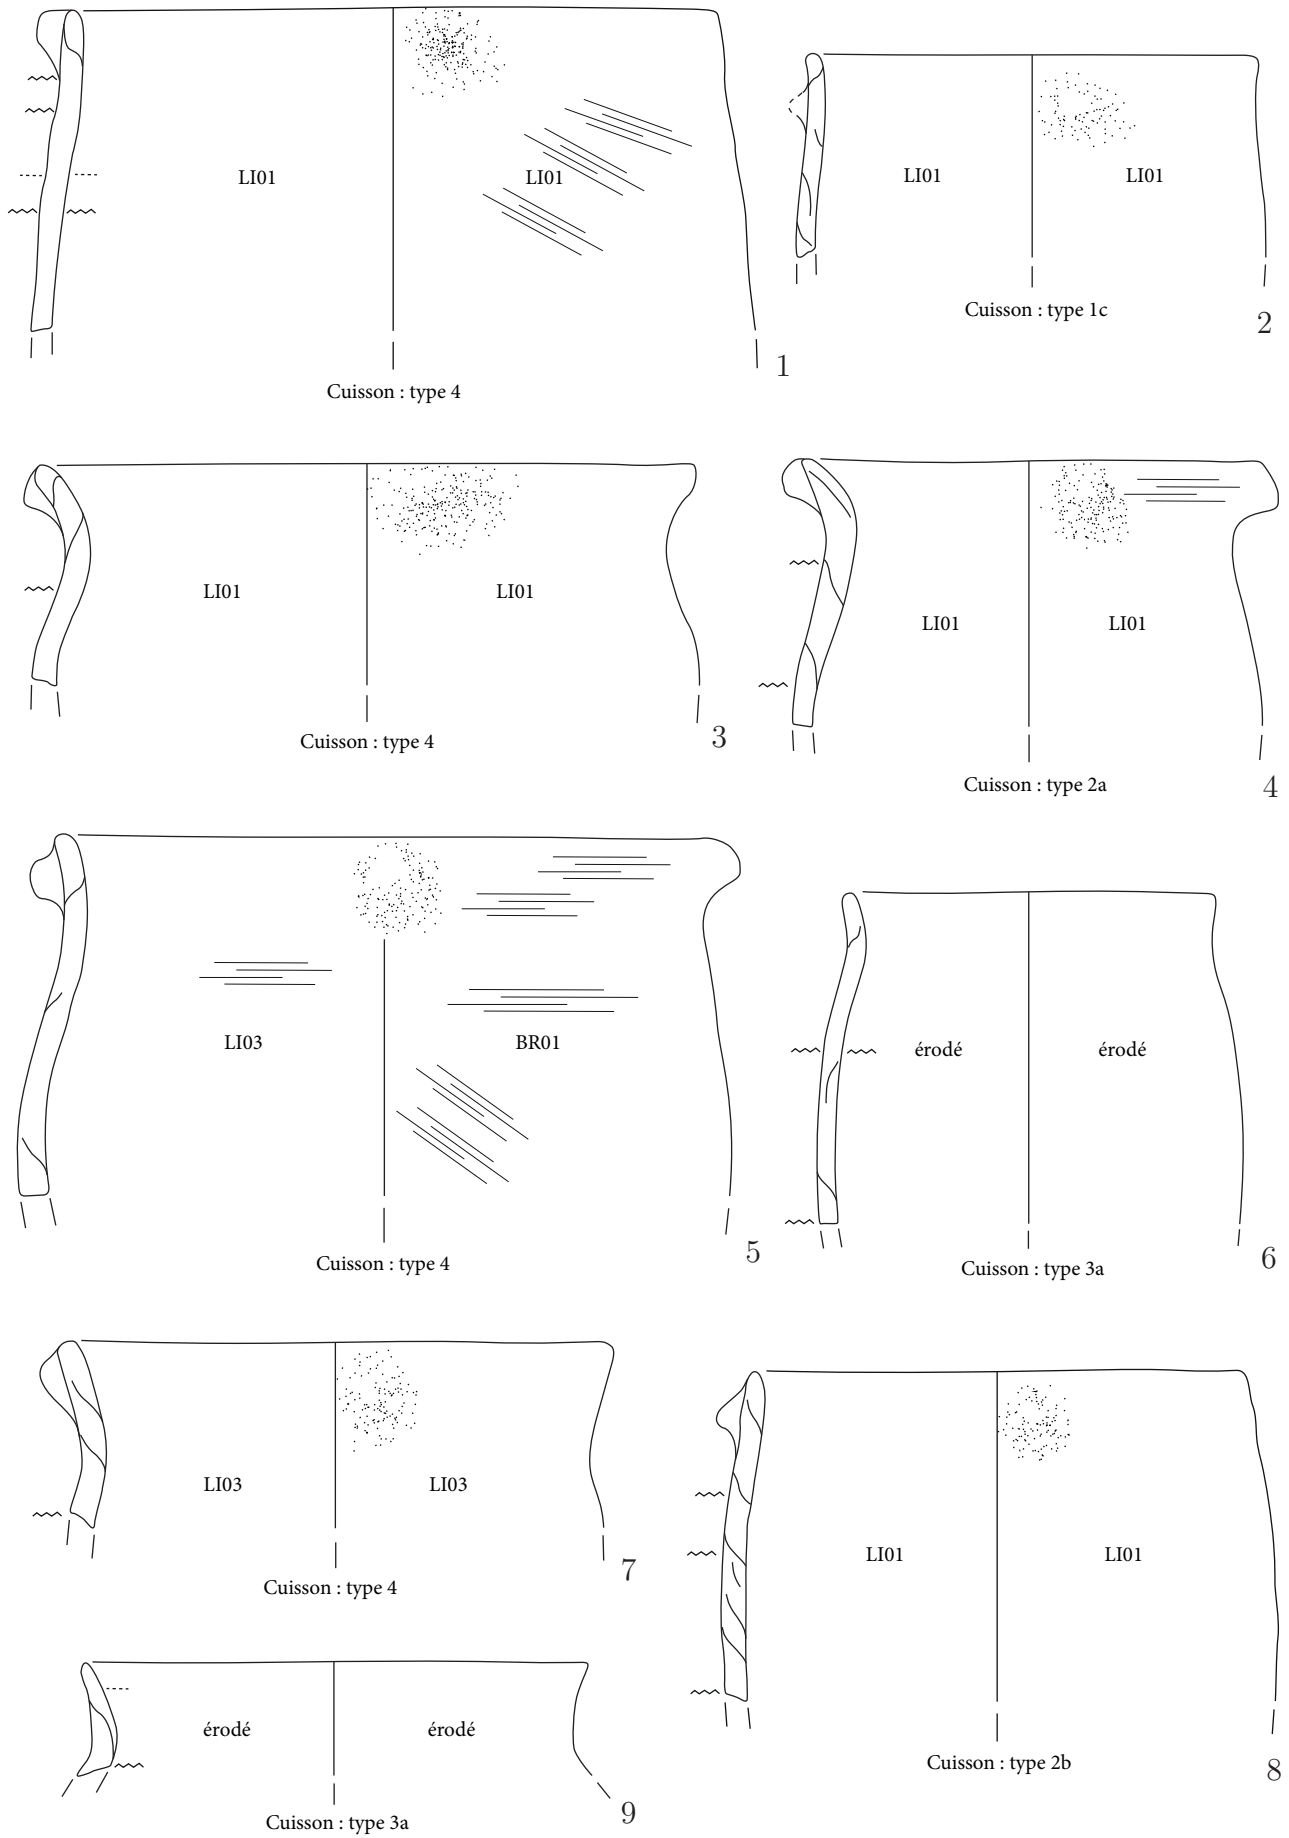 LI01
LI01
Cuisson : type 4
1
LI01
LI01
Cuisson : type 1c
2
LI01
LI01
Cuisson : type 4
3
LI01
LI01
Cuisson : type 2a
4
LI03
BR01
Cuisson : type 4
5
érodé
érodé
Cuisson : type 3a
6
LI03
LI03
Cuisson : type 4
7
LI01
LI01
Cuisson : type 2b
8
érodé
érodé
Cuisson : type 3a
9